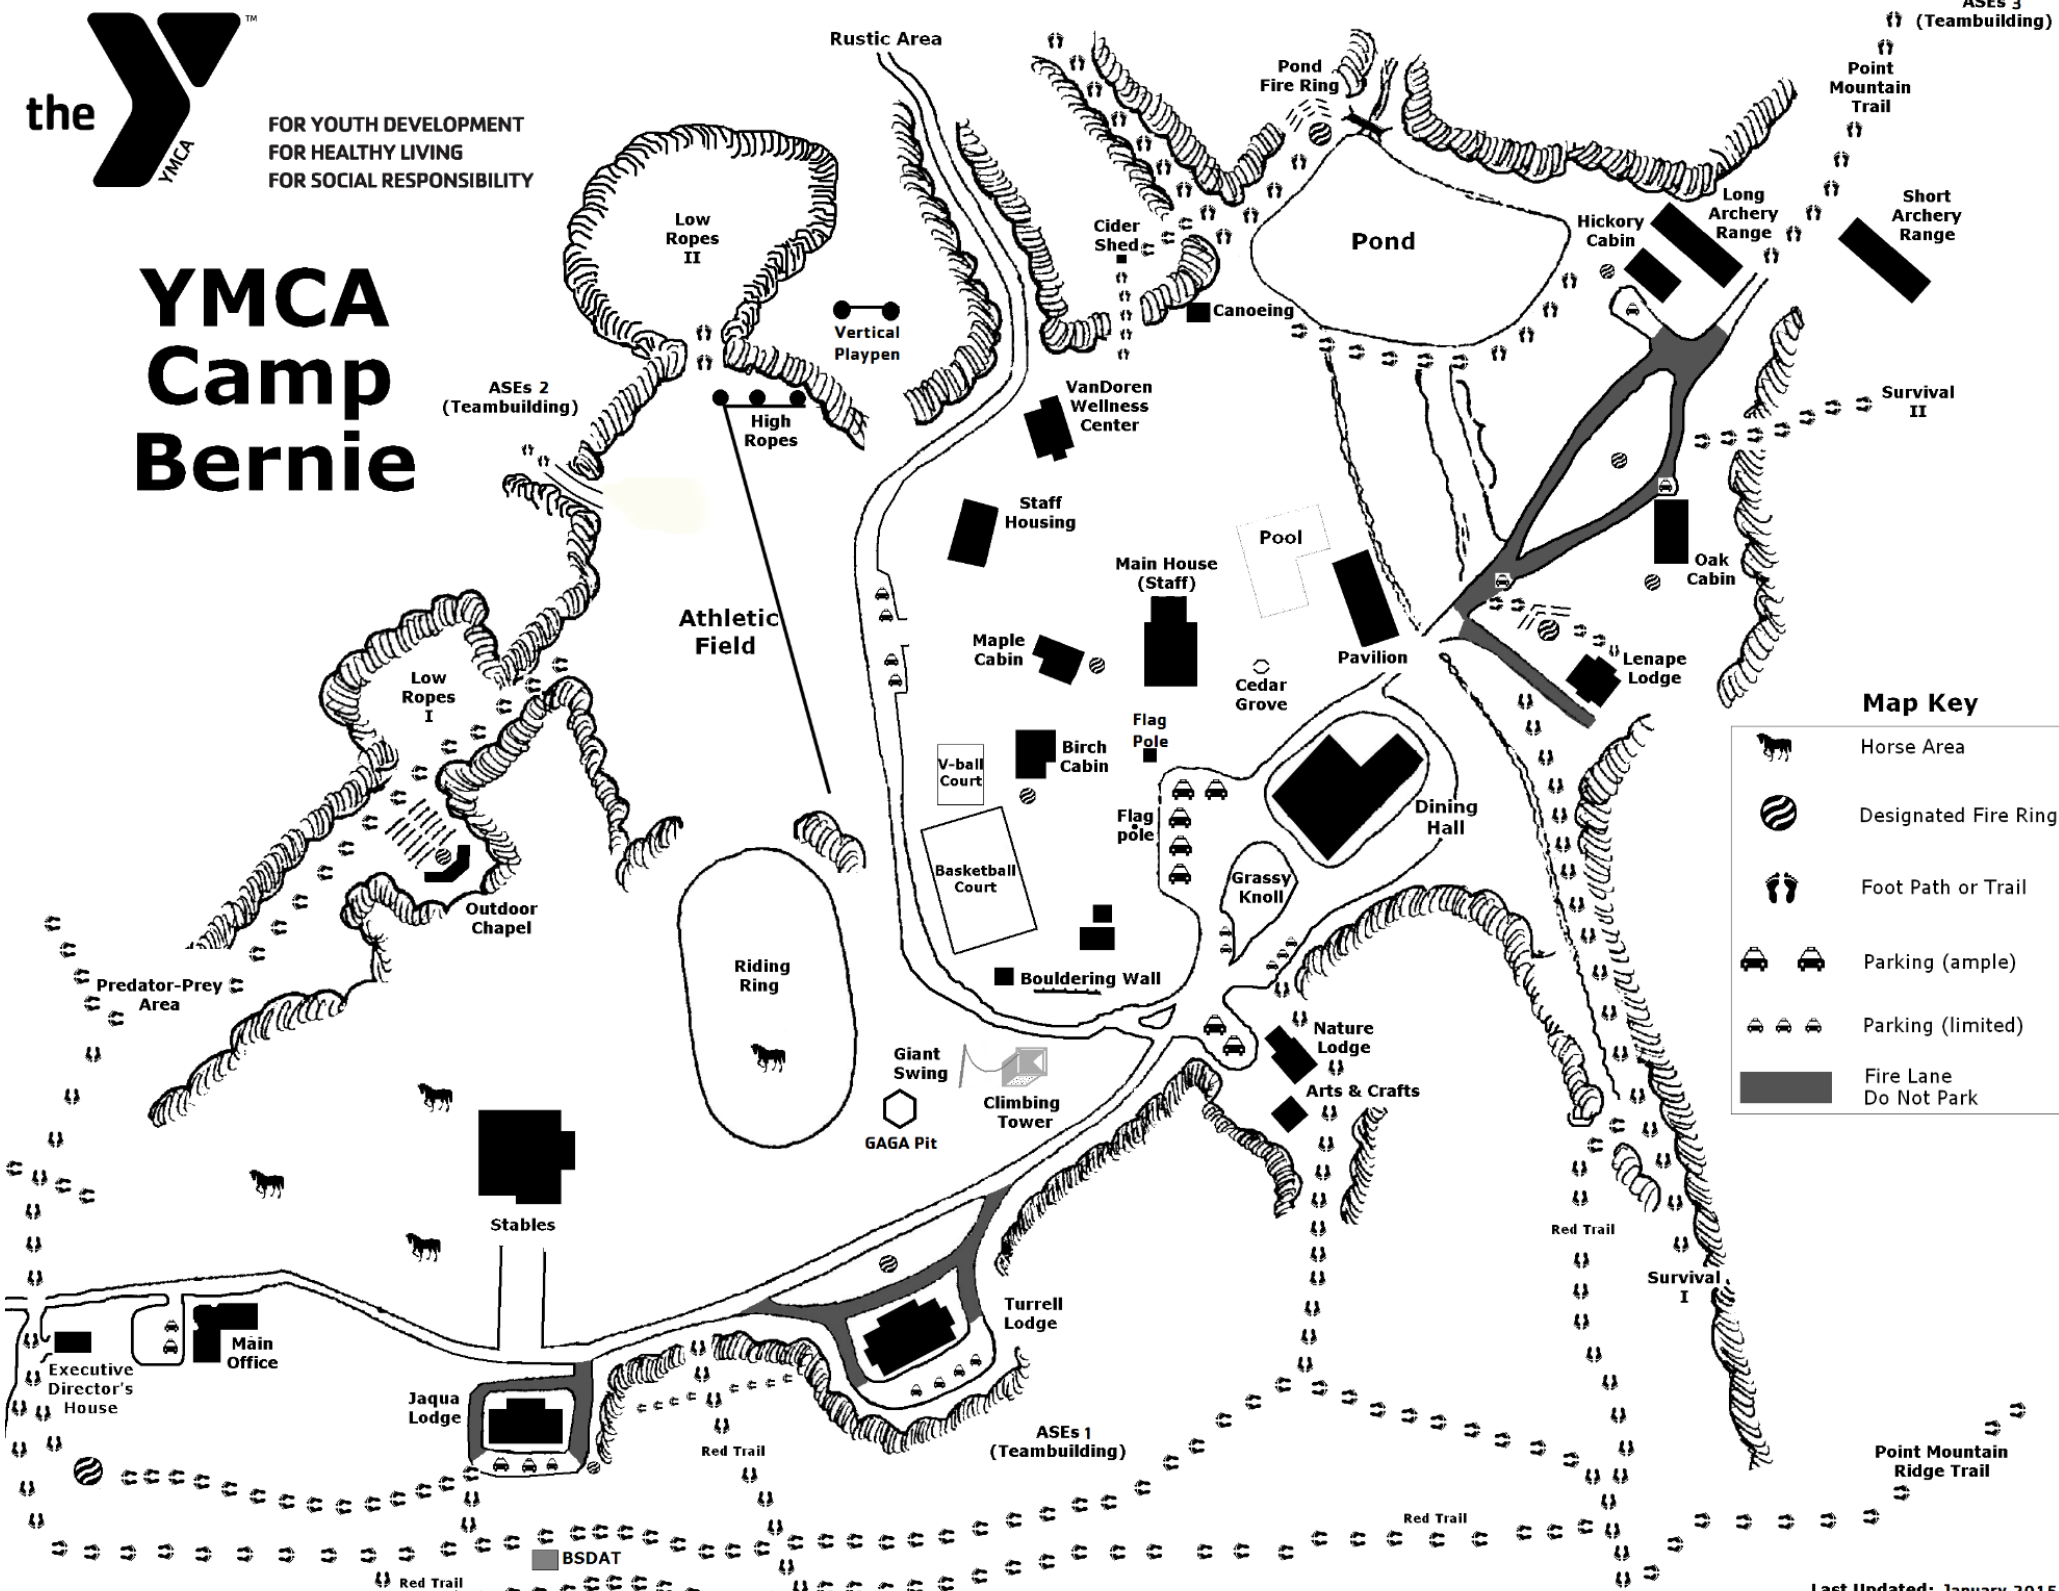 the
YMCA
TM
FOR YOUTH DEVELOPMENT
FOR HEALTHY LIVING
FOR SOCIAL RESPONSIBILITY
YMCA
Camp
Bernie
Rustic Area
Pond
Fire Ring
ASEs 3
(Teambuilding)
Point
Mountain
Trail
Low
Ropes
II
Cider
Shed
Pond
Hickory
Cabin
Long
Archery
Range
Short
Archery
Range
Vertical
Playpen
Canoeing
ASEs 2
(Teambuilding)
High
Ropes
VanDoren
Wellness
Center
Survival
II
Staff
Housing
Pool
Main House
(Staff)
Oak
Cabin
Athletic
Field
Maple
Cabin
Pavilion
Lenape
Lodge
Low
Ropes
I
Cedar
Grove
Flag
Pole
V-ball
Court
Birch
Cabin
Flag
pole
Dining
Hall
Basketball
Court
Grassy
Knoll
Outdoor
Chapel
Riding
Ring
Bouldering Wall
Predator-Prey
Area
Giant
Swing
Climbing
Tower
GAGA Pit
Nature
Lodge
Arts & Crafts
Map Key
Horse Area
Designated Fire Ring
Foot Path or Trail
Parking (ample)
Parking (limited)
Fire Lane
Do Not Park
Stables
Red Trail
Survival
I
Turrell
Lodge
Main
Office
Executive
Director's
House
Jaqua
Lodge
Red Trail
ASEs 1
(Teambuilding)
Point Mountain
Ridge Trail
Red Trail
BSDAT
Red Trail
Last Updated: January 2015